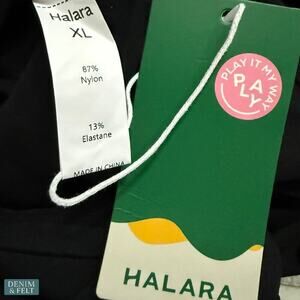 Halara
XL
87%
Nylon
13%
Elastane
MADE IN CHINA
PLAY IT MY WAY
PLAY
HALARA
DENIM
& FELT